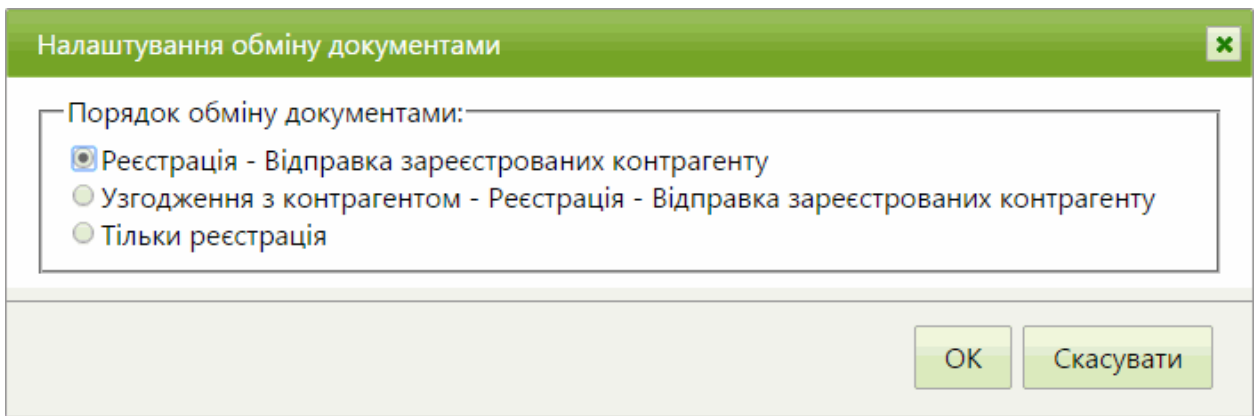 Налаштування обміну документами
Порядок обміну документами:
Реєстрація - Відправка зареєстрованих контрагенту
Узгодження з контрагентом - Реєстрація - Відправка зареєстрованих контрагенту
Тільки реєстрація
ОК
Скасувати